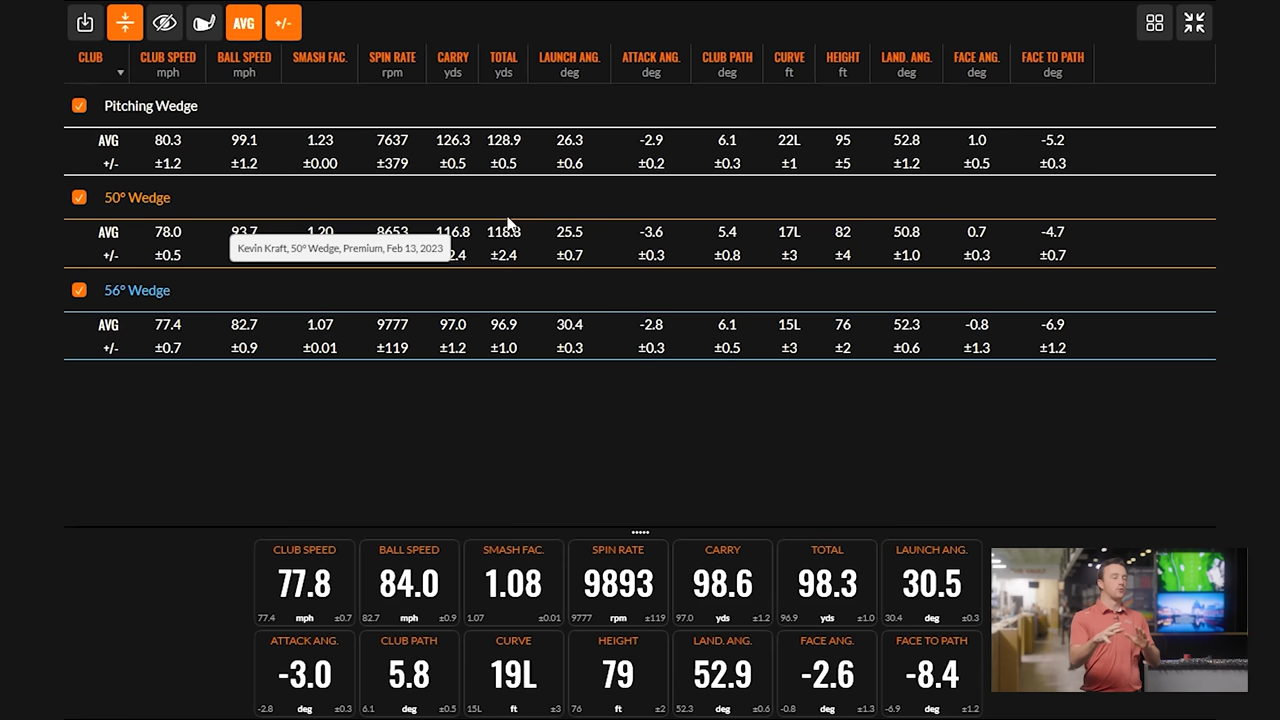 AVG +/-
CLUB CLUB SPEED BALL SPEED SMASH FAC. SPIN RATE CARRY TOTAL LAUNCH ANG. ATTACK ANG. CLUB PATH CURVE HEIGHT LAND. ANG. FACE ANG. FACE TO PATH
mph mph rpm yds yds deg deg deg ft ft deg deg deg
Pitching Wedge
AVG 80.3 99.1 1.23 7637 126.3 128.9 26.3 -2.9 6.1 22L 95 52.8 1.0 -5.2
+/- ±1.2 ±1.2 ±0.00 ±379 ±0.5 ±0.5 ±0.6 ±0.2 ±0.3 ±1 ±5 ±1.2 ±0.5 ±0.3
50° Wedge
AVG 78.0 93.7 1.20 8653 116.8 118.8 25.5 -3.6 5.4 17L 82 50.8 0.7 -4.7
Kevin Kraft, 50° Wedge, Premium, Feb 13, 2023
+/- ±0.5 2.4 ±2.4 ±0.7 ±0.3 ±0.8 ±3 ±4 ±1.0 ±0.3 ±0.7
56° Wedge
AVG 77.4 82.7 1.07 9777 97.0 96.9 30.4 -2.8 6.1 15L 76 52.3 -0.8 -6.9
+/- ±0.7 ±0.9 ±0.01 ±119 ±1.2 ±1.0 ±0.3 ±0.3 ±0.5 ±3 ±2 ±0.6 ±1.3 ±1.2
CLUB SPEED BALL SPEED SMASH FAC. SPIN RATE CARRY TOTAL LAUNCH ANG.
77.8 84.0 1.08 9893 98.6 98.3 30.5
77.4 mph ±0.7 82.7 mph ±0.9 1.07 ±0.01 9777 rpm ±119 97.0 yds ±1.2 96.9 yds ±1.0 30.4 deg ±0.3
ATTACK ANG. CLUB PATH CURVE HEIGHT LAND. ANG. FACE ANG. FACE TO PATH
-3.0 5.8 19L 79 52.9 -2.6 -8.4
-2.8 deg ±0.3 6.1 deg ±0.5 15L ft ±3 76 ft ±2 52.3 deg ±0.6 -0.8 deg ±1.3 -6.9 deg ±1.2